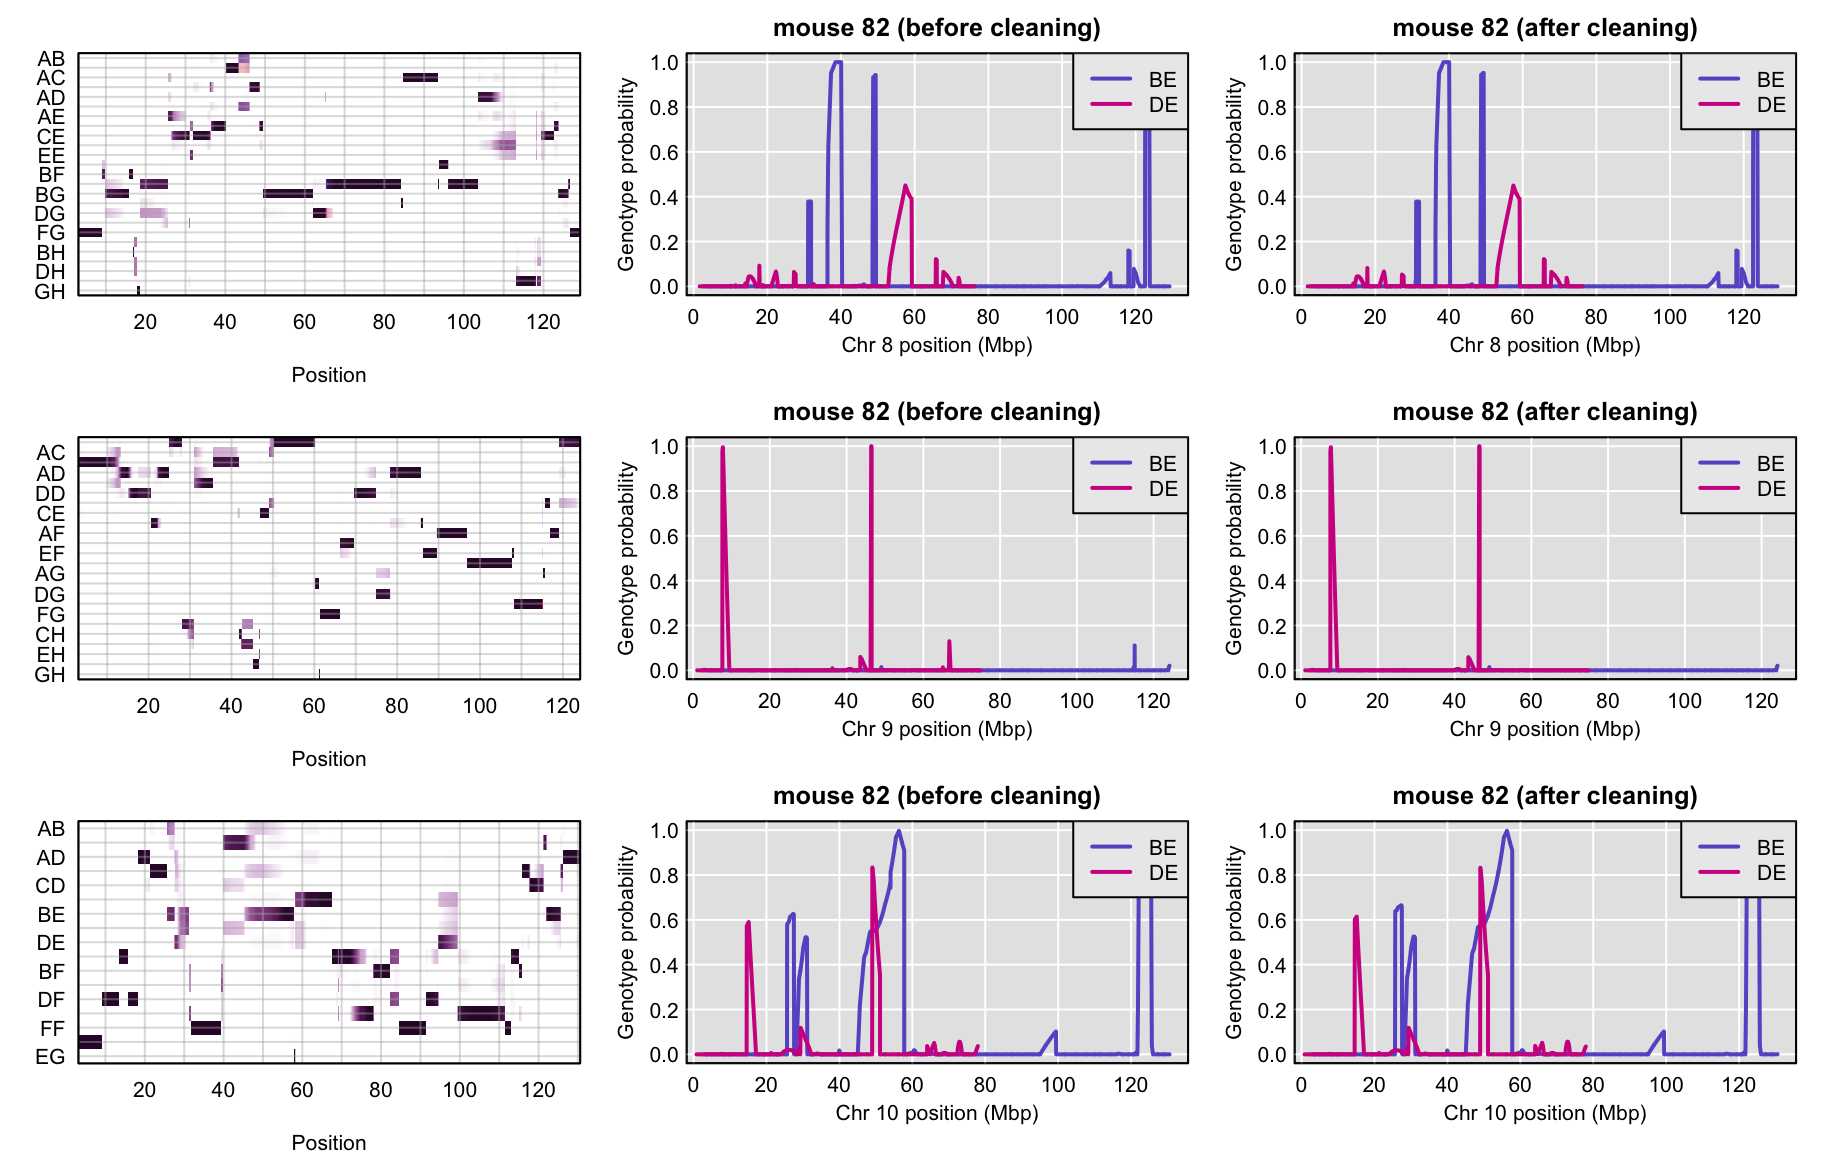 mouse 82 (before cleaning)
mouse 82 (after cleaning)
AB
AC
AD
AE
CE
EE
BF
BG
DG
FG
BH
DH
GH
20 40 60 80 100 120
Position
Genotype probability
1.0
0.8
0.6
0.4
0.2
0.0
BE
DE
0 20 40 60 80 100 120
Chr 8 position (Mbp)
Genotype probability
1.0
0.8
0.6
0.4
0.2
0.0
BE
DE
0 20 40 60 80 100 120
Chr 8 position (Mbp)
mouse 82 (before cleaning)
mouse 82 (after cleaning)
AC
AD
DD
CE
AF
EF
AG
DG
FG
CH
EH
GH
20 40 60 80 100 120
Position
Genotype probability
1.0
0.8
0.6
0.4
0.2
0.0
BE
DE
0 20 40 60 80 100 120
Chr 9 position (Mbp)
Genotype probability
1.0
0.8
0.6
0.4
0.2
0.0
BE
DE
0 20 40 60 80 100 120
Chr 9 position (Mbp)
mouse 82 (before cleaning)
mouse 82 (after cleaning)
AB
AD
CD
BE
DE
BF
DF
FF
EG
20 40 60 80 100 120
Position
Genotype probability
1.0
0.8
0.6
0.4
0.2
0.0
BE
DE
0 20 40 60 80 100 120
Chr 10 position (Mbp)
Genotype probability
1.0
0.8
0.6
0.4
0.2
0.0
BE
DE
0 20 40 60 80 100 120
Chr 10 position (Mbp)